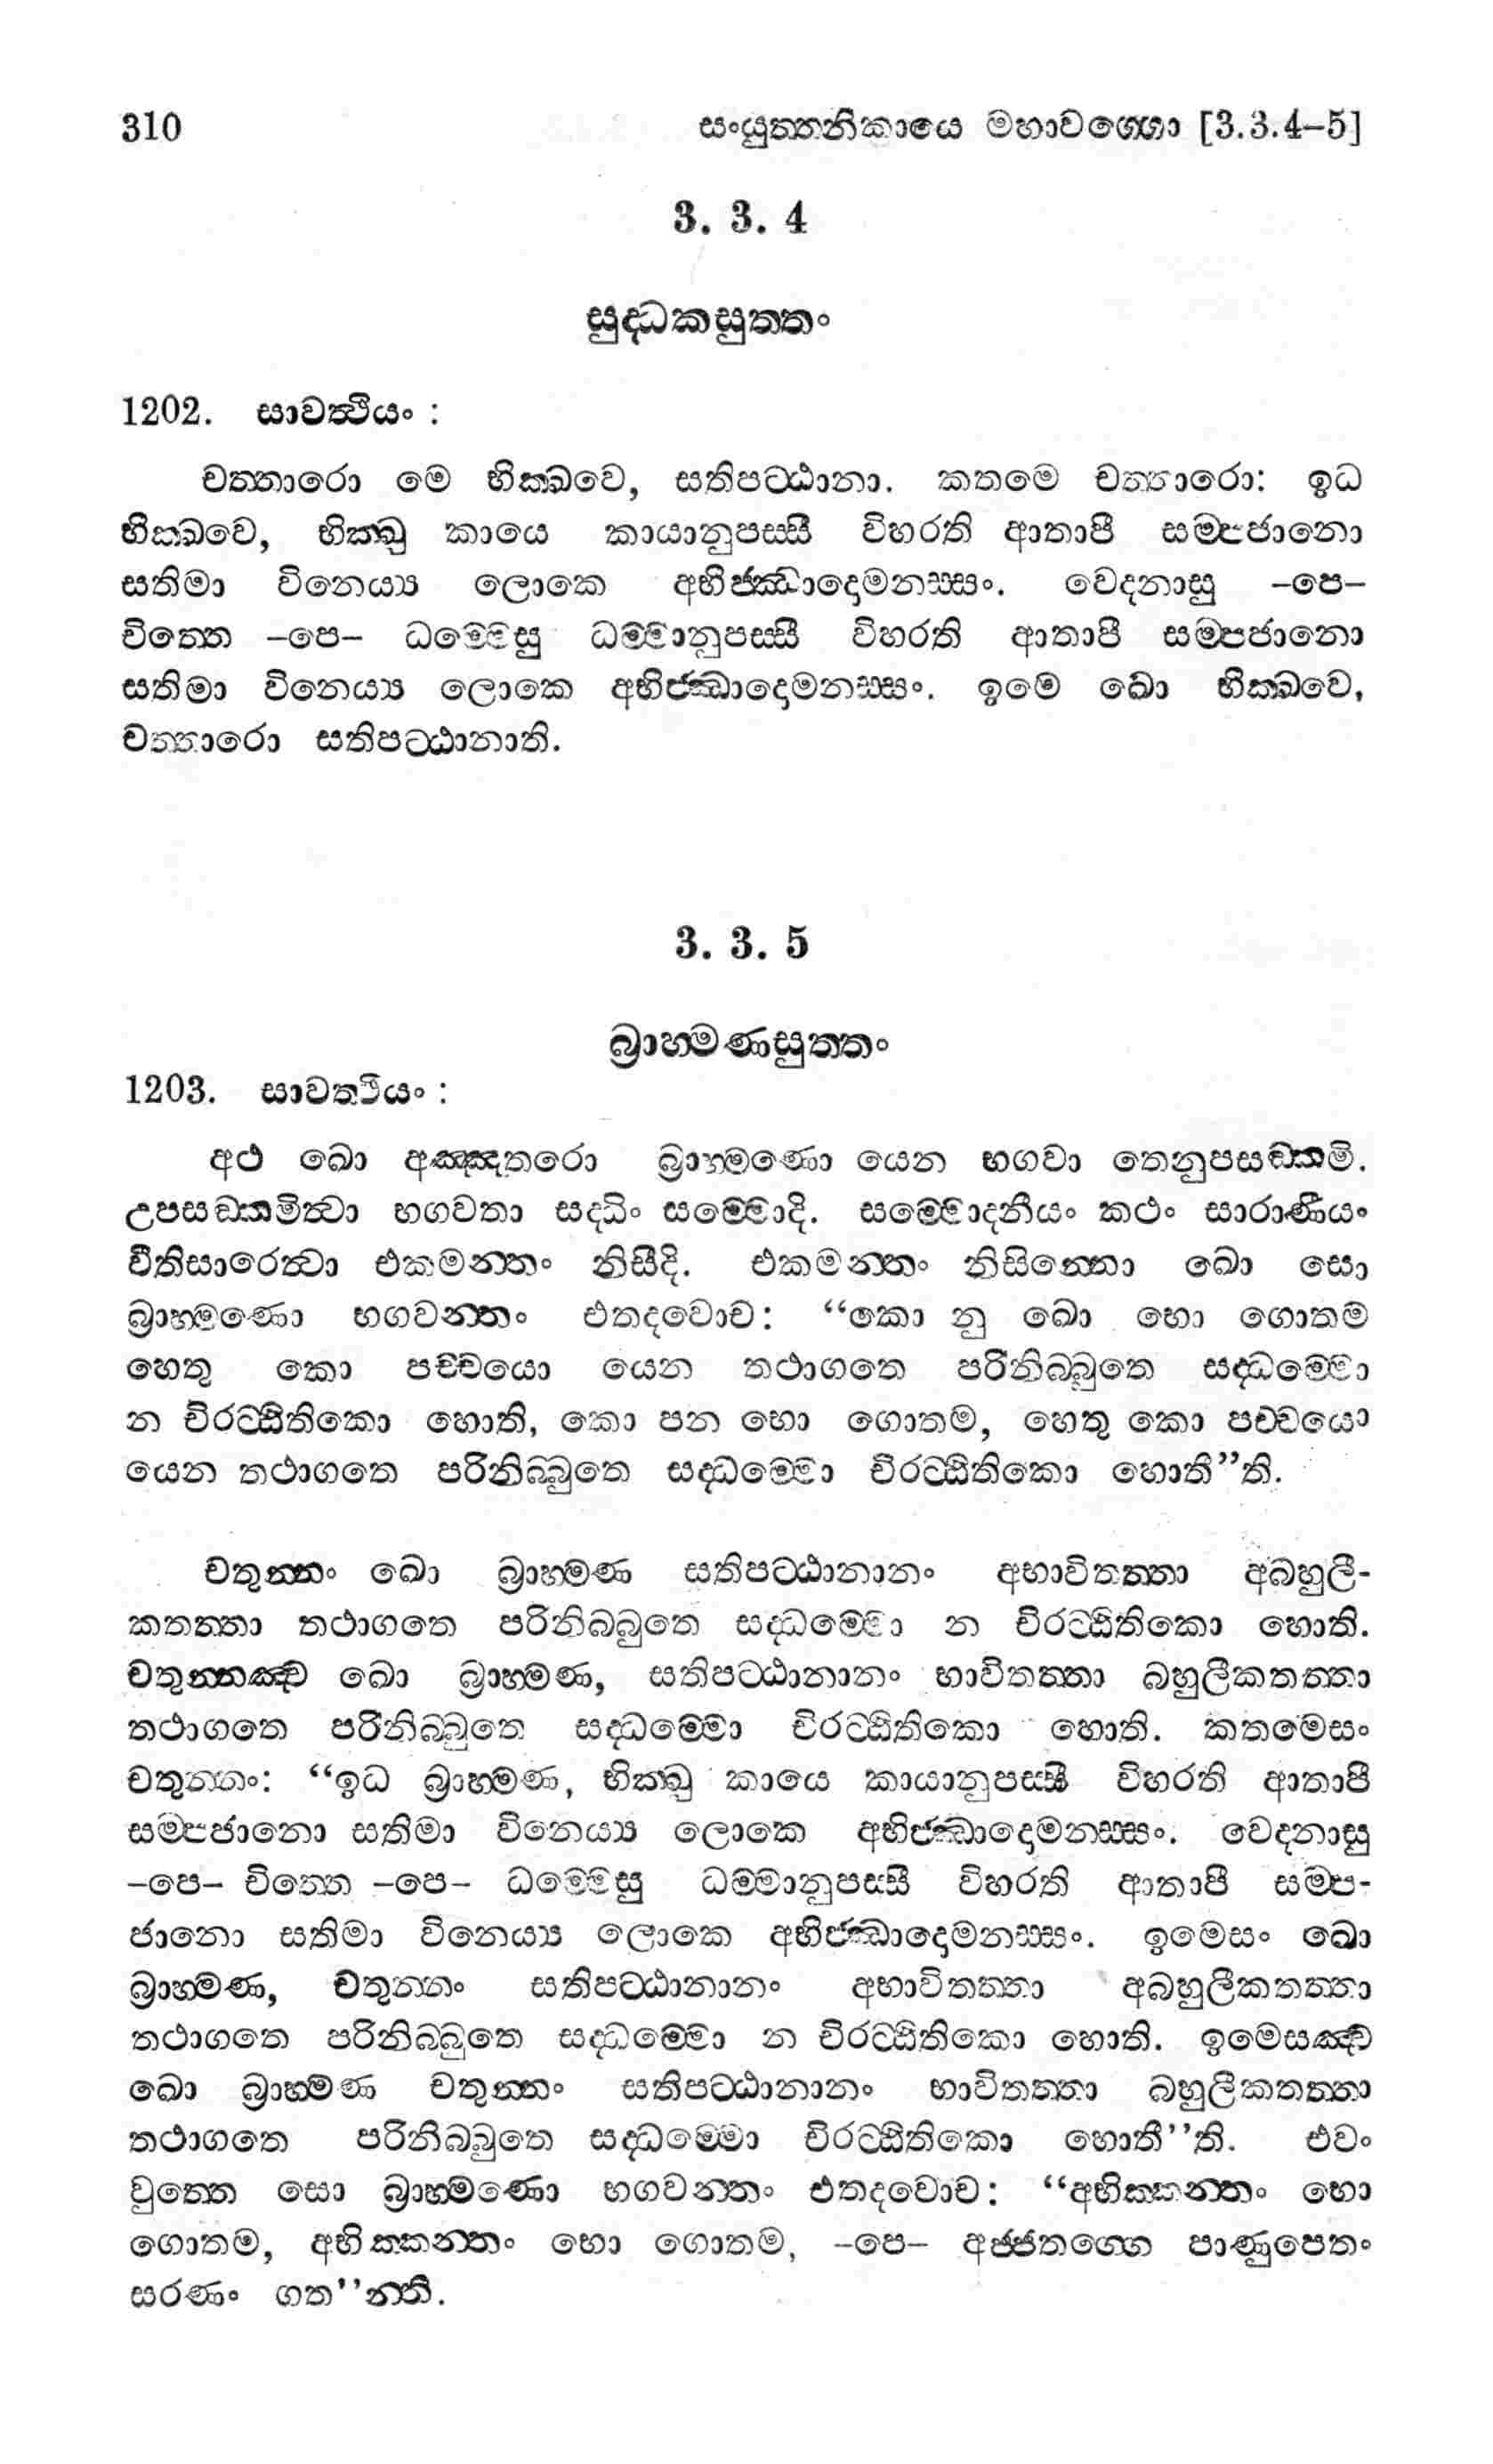 310 සංයුත්තනිකායෙ මහාවග්ගො [3.3.4–5]
3. 3. 4
සුද්ධකසුත්තං
1202. සාවත්ථියං :
චත්තාරො මෙ භික්ඛවෙ, සතිපට්ඨානා. කතමෙ චත්තාරො: ඉධ
භික්ඛවෙ, භික්ඛු කායෙ කායානුපස්සී විහරති ආතාපී සම්පජානො
සතිමා විනෙය්‍ය ලොකෙ අභිජ්ඣාදොමනස්සං. වෙදනාසු –පෙ–
චිත්තෙ –පෙ– ධම්මෙසු ධම්මානුපස්සී විහරති ආතාපී සම්පජානො
සතිමා විනෙය්‍ය ලොකෙ අභිජ්ඣාදොමනස්සං. ඉමෙ ඛො භික්ඛවෙ,
චත්තාරො සතිපට්ඨානාති.
3. 3. 5
බ්‍රාහ්මණසුත්තං
1203. සාවත්ථියං :
අථ ඛො අඤ්ඤතරො බ්‍රාහ්මණො යෙන භගවා තෙනුපසඞ්කමි.
උපසඞ්කමිත්වා භගවතා සද්ධිං සම්මොදි. සම්මොදනීයං කථං සාරාණීයං
වීතිසාරෙත්වා එකමන්තං නිසීදි. එකමන්තං නිසින්නො ඛො සො
බ්‍රාහ්මණො භගවන්තං එතදවොච: “කො නු ඛො භො ගොතම
හෙතු කො පච්චයො යෙන තථාගතෙ පරිනිබ්බුතෙ සද්ධම්මො
න චිරට්ඨිතිකො හොති, කො පන භො ගොතම, හෙතු කො පච්චයො
යෙන තථාගතෙ පරිනිබ්බුතෙ සද්ධම්මො චිරට්ඨිතිකො හොතී”ති.
චතුන්නං ඛො බ්‍රාහ්මණ සතිපට්ඨානානං අභාවිතත්තා අබහුලී-
කතත්තා තථාගතෙ පරිනිබ්බුතෙ සද්ධම්මො න චිරට්ඨිතිකො හොති.
චතුන්නඤ්ච ඛො බ්‍රාහ්මණ, සතිපට්ඨානානං භාවිතත්තා බහුලීකතත්තා
තථාගතෙ පරිනිබ්බුතෙ සද්ධම්මො චිරට්ඨිතිකො හොති. කතමෙසං
චතුන්නං: “ඉධ බ්‍රාහ්මණ, භික්ඛු කායෙ කායානුපස්සී විහරති ආතාපී
සම්පජානො සතිමා විනෙය්‍ය ලොකෙ අභිජ්ඣාදොමනස්සං. වෙදනාසු
–පෙ– චිත්තෙ –පෙ– ධම්මෙසු ධම්මානුපස්සී විහරති ආතාපී සම්ප-
ජානො සතිමා විනෙය්‍ය ලොකෙ අභිජ්ඣාදොමනස්සං. ඉමෙසං ඛො
බ්‍රාහ්මණ, චතුන්නං සතිපට්ඨානානං අභාවිතත්තා අබහුලීකතත්තා
තථාගතෙ පරිනිබ්බුතෙ සද්ධම්මො න චිරට්ඨිතිකො හොති. ඉමෙසඤ්ච
ඛො බ්‍රාහ්මණ චතුන්නං සතිපට්ඨානානං භාවිතත්තා බහුලීකතත්තා
තථාගතෙ පරිනිබ්බුතෙ සද්ධම්මො චිරට්ඨිතිකො හොතී”ති. එවං
වුත්තෙ සො බ්‍රාහ්මණො භගවන්තං එතදවොච: “අභික්කන්තං භො
ගොතම, අභික්කන්තං භො ගොතම, –පෙ– අජ්ජතග්ගෙ පාණුපෙතං
සරණං ගත”න්ති.